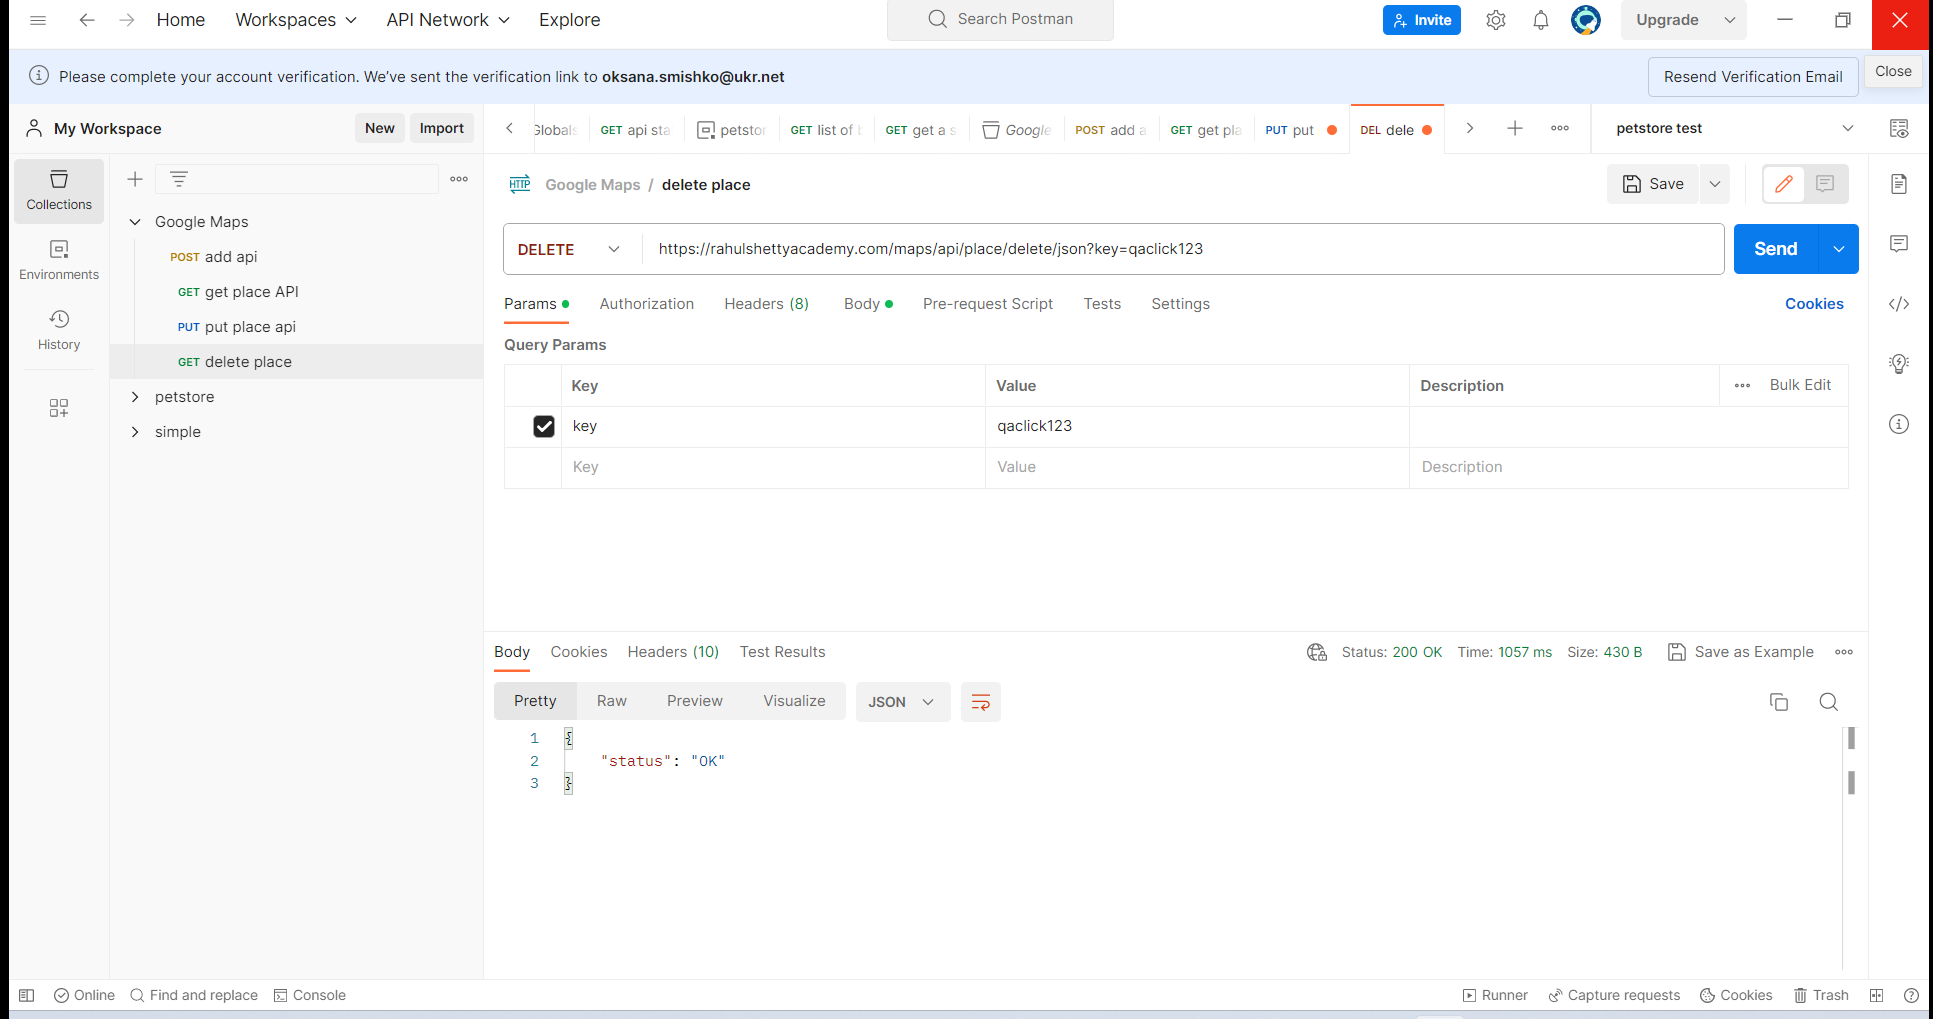 Home Workspaces API Network Explore Search Postman Invite Upgrade
Please complete your account verification. We've sent the verification link to oksana.smishko@ukr.net Resend Verification Email Close
My Workspace New Import Globals GET api sta petstor GET list of GET get a s Google POST add a GET get pla PUT put DEL dele petstore test
Collections
Environments
History
Google Maps
POST add api
GET get place API
PUT put place api
GET delete place
petstore
simple
HTTP Google Maps / delete place Save
DELETE https://rahulshettyacademy.com/maps/api/place/delete/json?key=qaclick123 Send
Params Authorization Headers (8) Body Pre-request Script Tests Settings Cookies
Query Params
Key Value Description Bulk Edit
key qaclick123
Key Value Description
Body Cookies Headers (10) Test Results Status: 200 OK Time: 1057 ms Size: 430 B Save as Example
Pretty Raw Preview Visualize JSON
1 {
2 "status": "OK"
3 }
Online Find and replace Console Runner Capture requests Cookies Trash